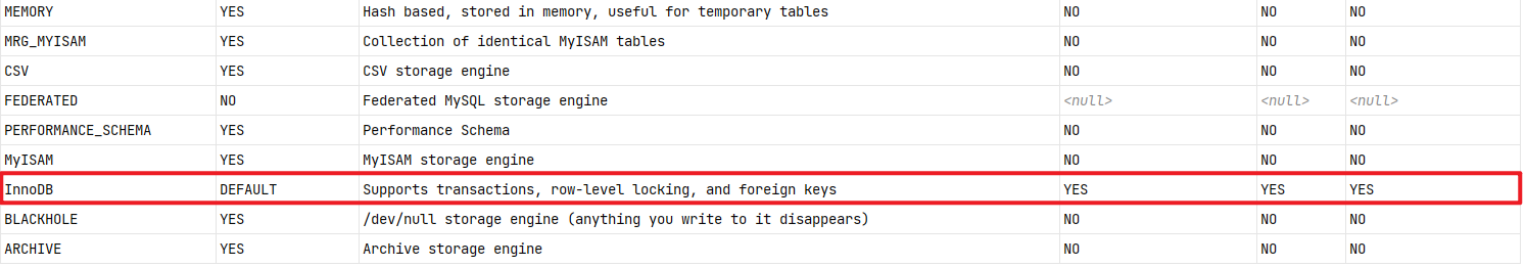 MEMORY YES Hash based, stored in memory, useful for temporary tables NO NO NO
MRG_MYISAM YES Collection of identical MyISAM tables NO NO NO
CSV YES CSV storage engine NO NO NO
FEDERATED NO Federated MySQL storage engine <null> <null> <null>
PERFORMANCE_SCHEMA YES Performance Schema NO NO NO
MyISAM YES MyISAM storage engine NO NO NO
InnoDB DEFAULT Supports transactions, row-level locking, and foreign keys YES YES YES
BLACKHOLE YES /dev/null storage engine (anything you write to it disappears) NO NO NO
ARCHIVE YES Archive storage engine NO NO NO